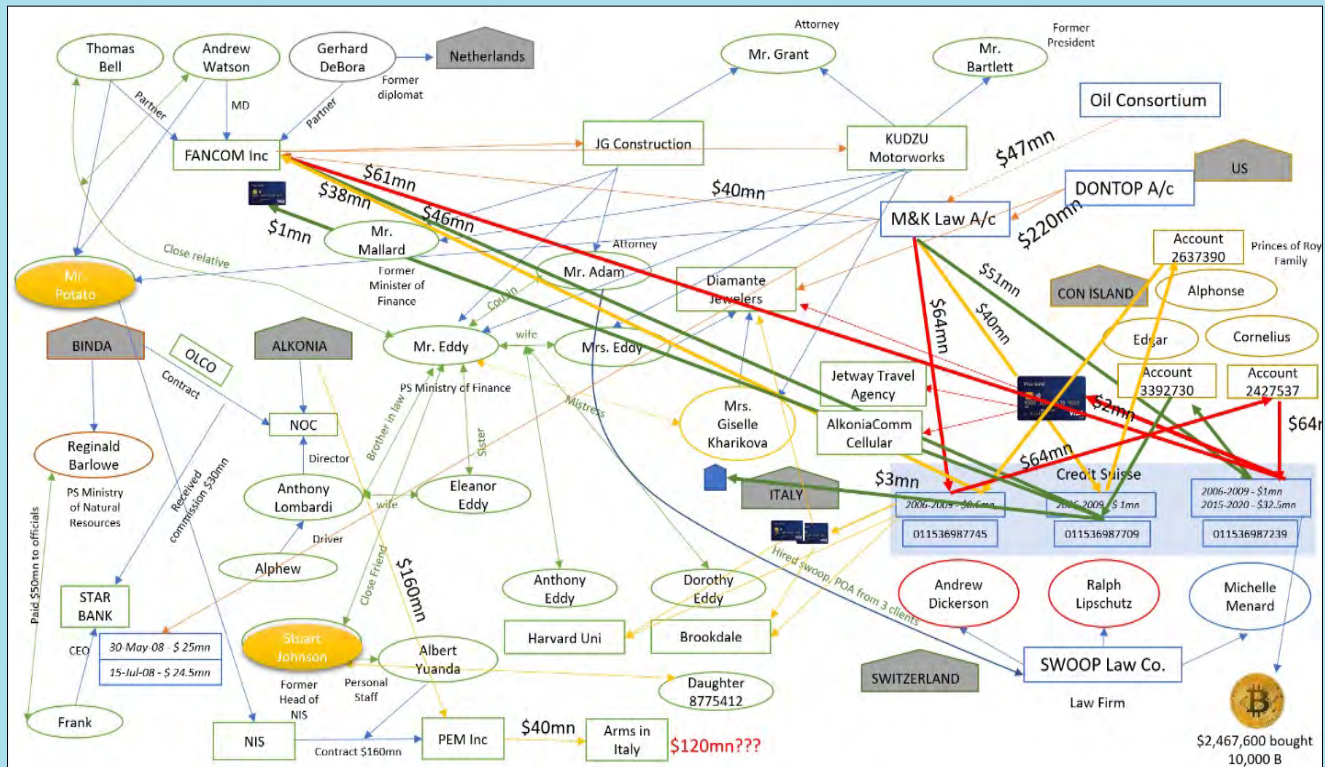 Thomas
Bell
Andrew
Watson
Gerhard
DeBora
Former
diplomat
Netherlands
Attorney
Mr. Grant
Former
President
Mr.
Bartlett
Oil Consortium
Partner
MD
Partner
FANCOM Inc
JG Construction
KUDZU
Motorworks
$47mn
US
DONTOP A/c
$61mn
$38mn
$46mn
$40mn
M&K Law A/c
$220mn
$1mn
Mr.
Mallard
Former
Minister of
Finance
Attorney
Mr. Adam
Close relative
Cousin
Diamante
Jewelers
$51mn
Account
2637390
Princes of Roy
Family
CON ISLAND
Alphonse
Mr.
Potato
$64mn
$40mn
Edgar
Cornelius
BINDA
OLCO
ALKONIA
Mr. Eddy
wife
Mrs. Eddy
PS Ministry of Finance
Contract
Jetway Travel
Agency
Account
3392730
Account
2427537
Mistress
Mrs.
Giselle
Kharikova
AlkoniaComm
Cellular
$2mn
$64m
NOC
Brother in law
Sister
Reginald
Barlowe
PS Ministry
of Natural
Resources
Received
commission $30mn
Director
Anthony
Lombardi
wife
Eleanor
Eddy
$64mn
Credit Suisse
ITALY
$3mn
2006-2009 -
2006-2009 - $ 1mn
2006-2009 - $1mn
2015-2020 - $32.5mn
011536987745
011536987709
011536987239
Driver
Alphew
Paid $50mn to officials
Close Friend
$160mn
Anthony
Eddy
Dorothy
Eddy
Hired swoop, POA from 3 clients
Andrew
Dickerson
Ralph
Lipschutz
Michelle
Menard
STAR
BANK
CEO
30-May-08 - $ 25mn
15-Jul-08 - $ 24.5mn
Stuart
Johnson
Former
Head of
NIS
Personal
Staff
Albert
Yuanda
Harvard Uni
Brookdale
Daughter
8775412
SWITZERLAND
SWOOP Law Co.
Law Firm
Frank
NIS
Contract $160mn
PEM Inc
$40mn
Arms in
Italy
$120mn???
$2,467,600 bought
10,000 B